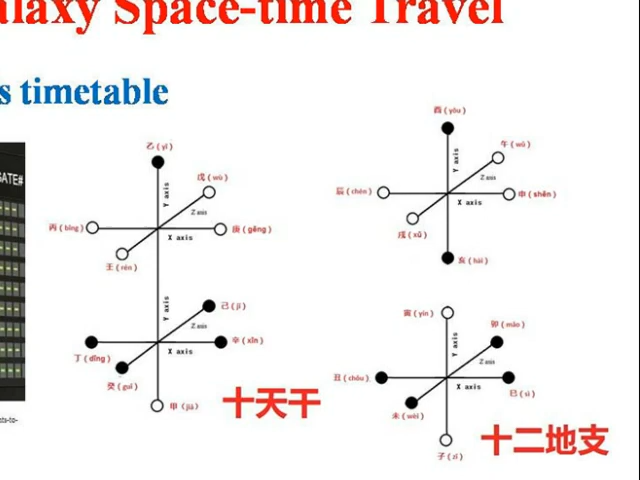 alaxy Space-time Travel
s timetable
GATE#
乙 (yǐ)
戊 (wù)
Y axis
Z axis
丙 (bǐng)
庚 (gēng)
X axis
壬 (rén)
Y axis
己 (jǐ)
Z axis
辛 (xīn)
X axis
丁 (dīng)
癸 (guǐ)
甲 (jiǎ)
十天干
酉 (yǒu)
午 (wǔ)
Y axis
Z axis
辰 (chén)
申 (shēn)
X axis
戌 (xū)
亥 (hài)
寅 (yín)
卯 (mǎo)
Y axis
Z axis
丑 (chǒu)
X axis
巳 (sì)
未 (wèi)
子 (zǐ)
十二地支